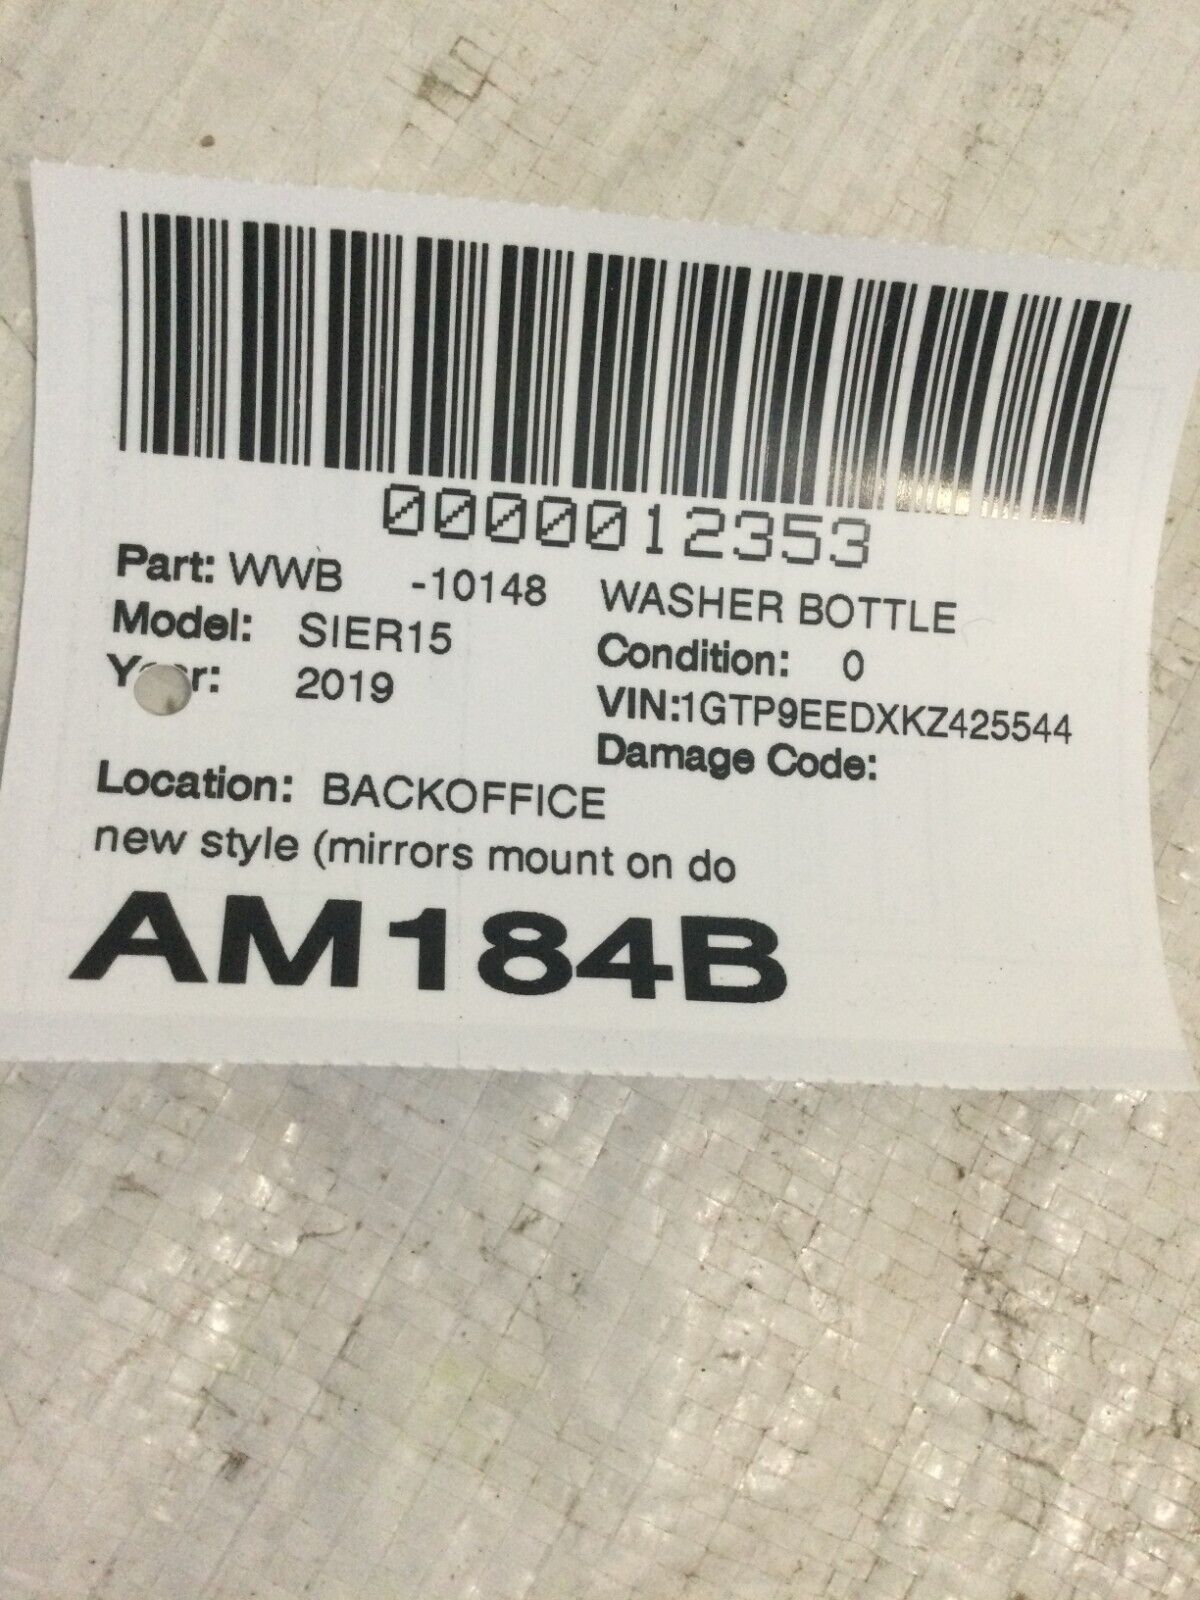 0000012353
Part: WWB -10148 WASHER BOTTLE
Model: SIER15 Condition: 0
2019 VIN:1GTP9EEDXKZ425544
Damage Code:
Location: BACKOFFICE
new style (mirrors mount on do
AM184B